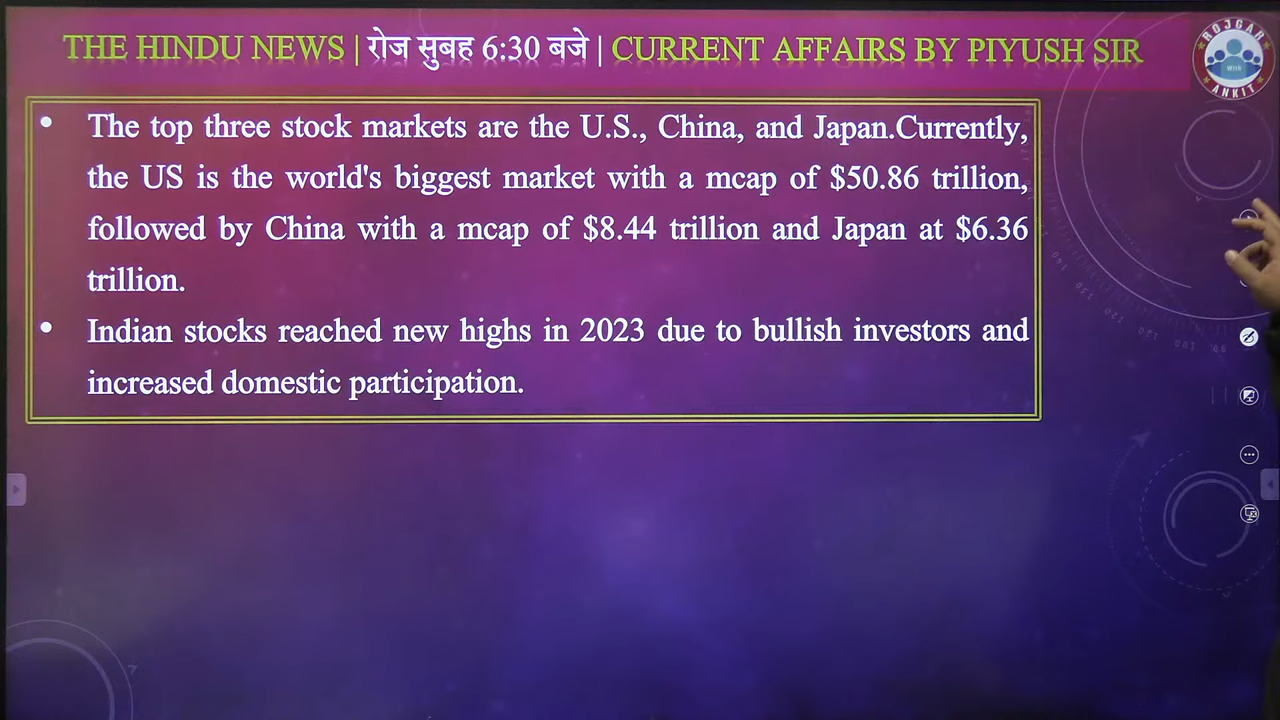 THE HINDU NEWS | रोज सुबह 6:30 बजे | CURRENT AFFAIRS BY PIYUSH SIR
ROJGAR
With
ANKIT
• The top three stock markets are the U.S., China, and Japan.Currently,
the US is the world's biggest market with a mcap of $50.86 trillion,
followed by China with a mcap of $8.44 trillion and Japan at $6.36
trillion.
• Indian stocks reached new highs in 2023 due to bullish investors and
increased domestic participation.